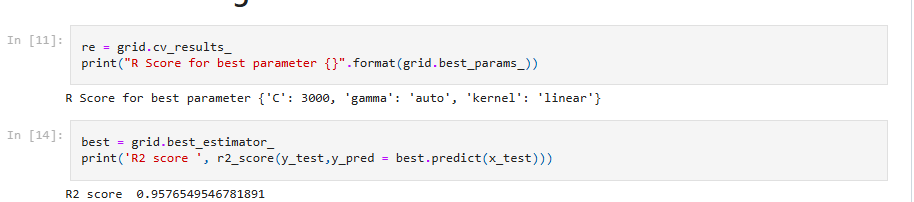 In [11]:
re = grid.cv_results_
print("R Score for best parameter {}".format(grid.best_params_))
R Score for best parameter {'C': 3000, 'gamma': 'auto', 'kernel': 'linear'}
In [14]:
best = grid.best_estimator_
print('R2 score ', r2_score(y_test,y_pred = best.predict(x_test)))
R2 score  0.9576549546781891